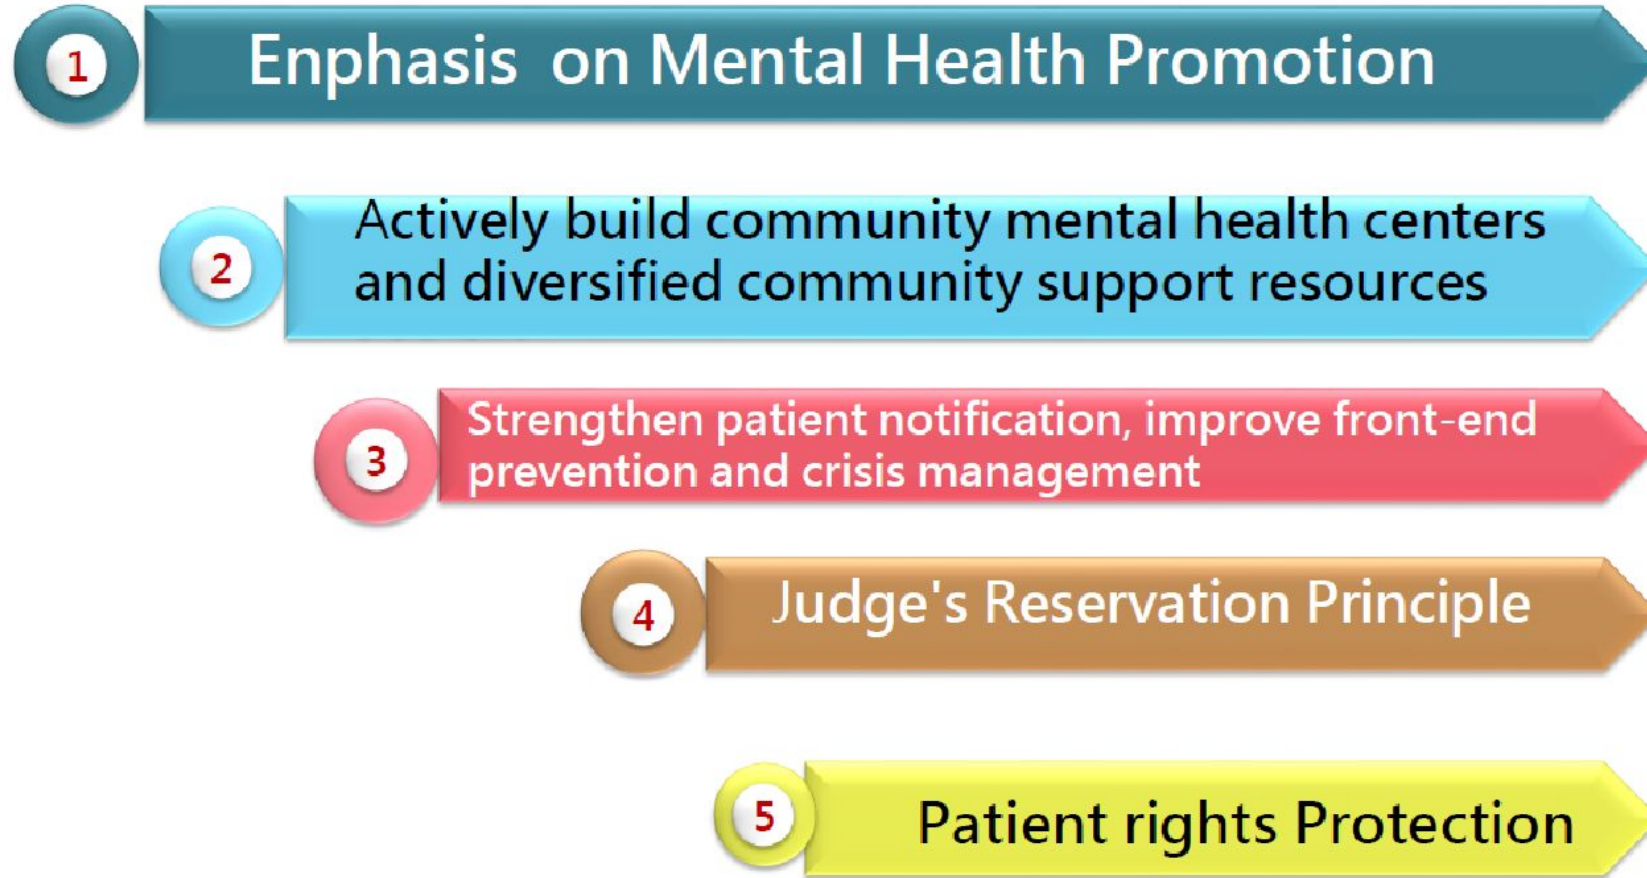 1 Enphasis on Mental Health Promotion
2 Actively build community mental health centers
and diversified community support resources
3 Strengthen patient notification, improve front-end
prevention and crisis management
4 Judge's Reservation Principle
5 Patient rights Protection